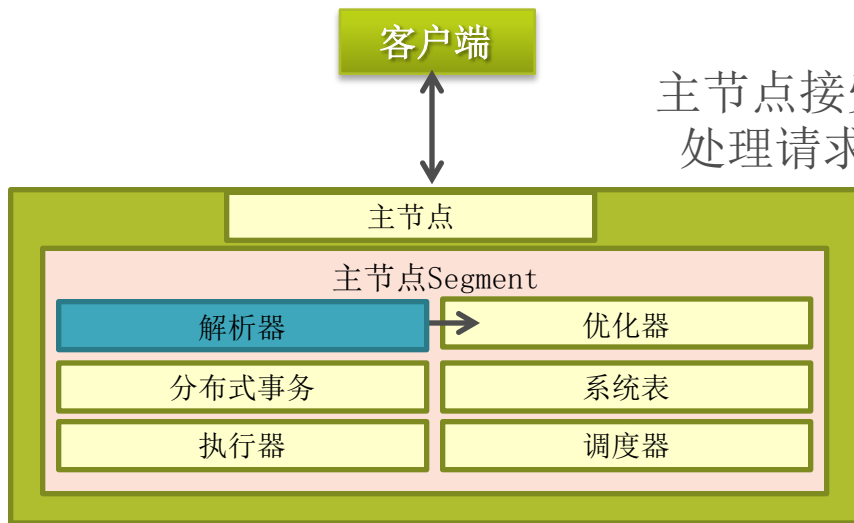 客户端
主节点接
处理请求
主节点
主节点Segment
解析器
优化器
分布式事务
系统表
执行器
调度器